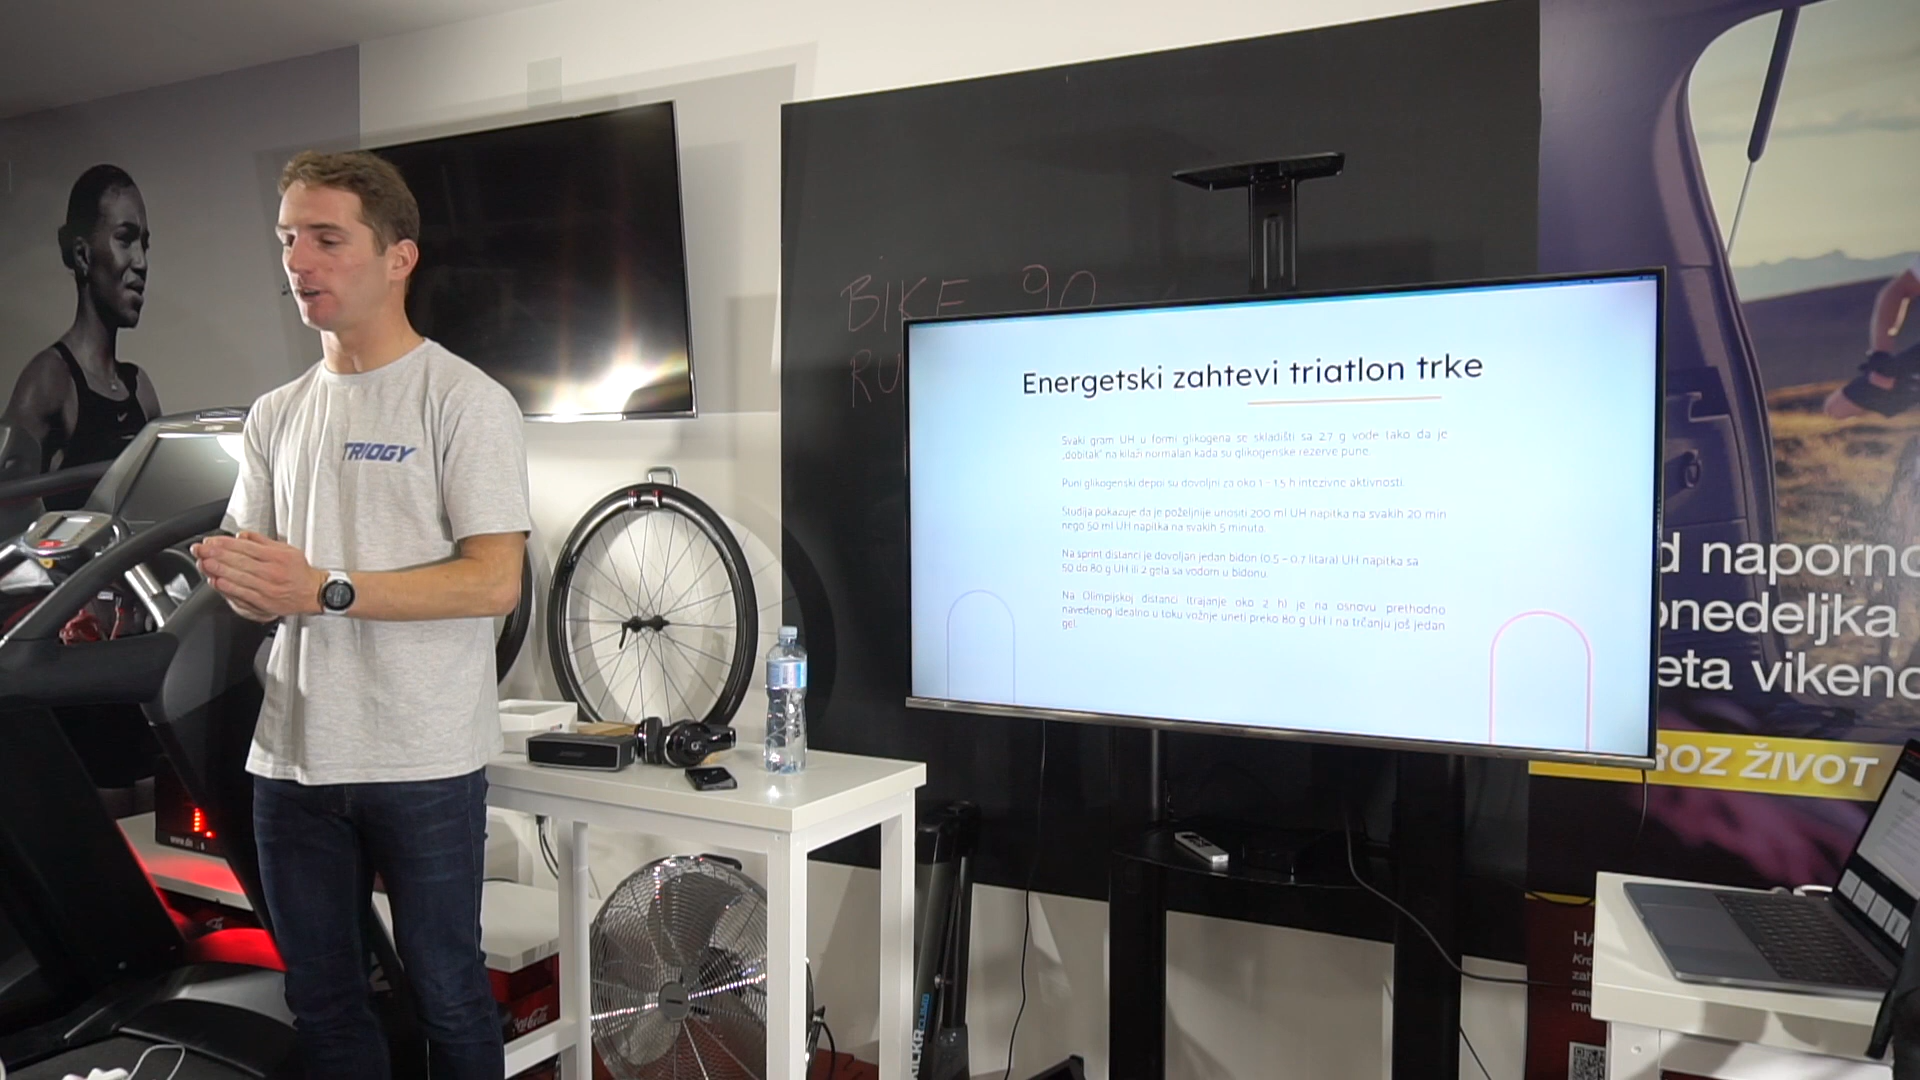 BIKE 90
RU
TRIOGY
Energetski zahtevi triatlon trke
Svaki gram UH u formi glikogena se skladišti sa 2.7 g vode tako da je
„dobitak" na kilaži normalan kada su glikogenske rezerve pune.
Puni glikogenski depoi su dovoljni za oko 1 - 1.5 h intezivne aktivnosti.
Studija pokazuje da je poželjnije unositi 200 ml UH napitka na svakih 20 min
nego 50 ml UH napitka na svakih 5 minuta.
Na sprint distanci je dovoljan jedan bidon (0.5 – 0.7 litara) UH napitka sa
50 do 80 g UH ili 2 gela sa vodom u bidonu.
Na Olimpijskoj distanci (trajanje oko 2 h) je na osnovu prethodno
navedenog idealno u toku vožnje uneti preko 80 g UH i na trčanju još jedan
gel.
d naporno
onedeljka
eta vikend
ROZ ŽIVOT
Coca-Cola
KICKR CLIMB